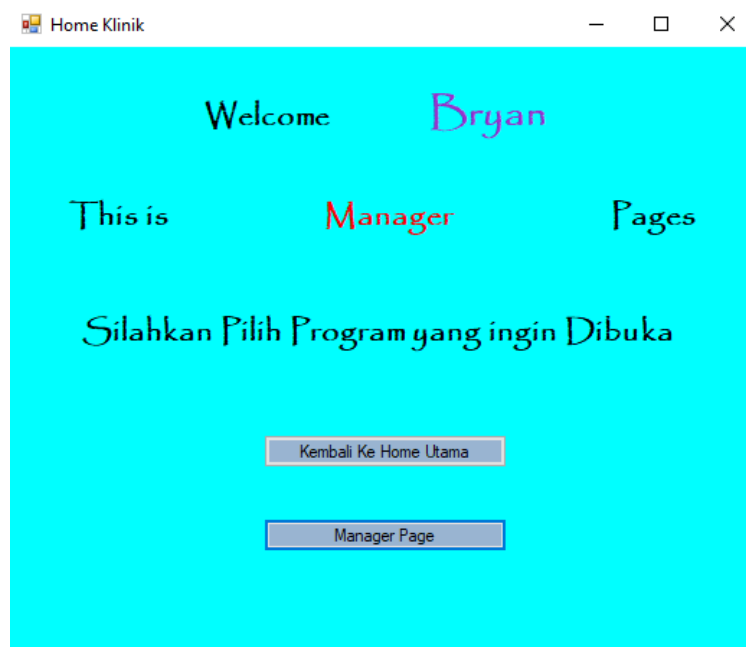 Home Klinik
Welcome Bryan
This is Manager Pages
Silahkan Pilih Program yang ingin Dibuka
Kembali Ke Home Utama
Manager Page